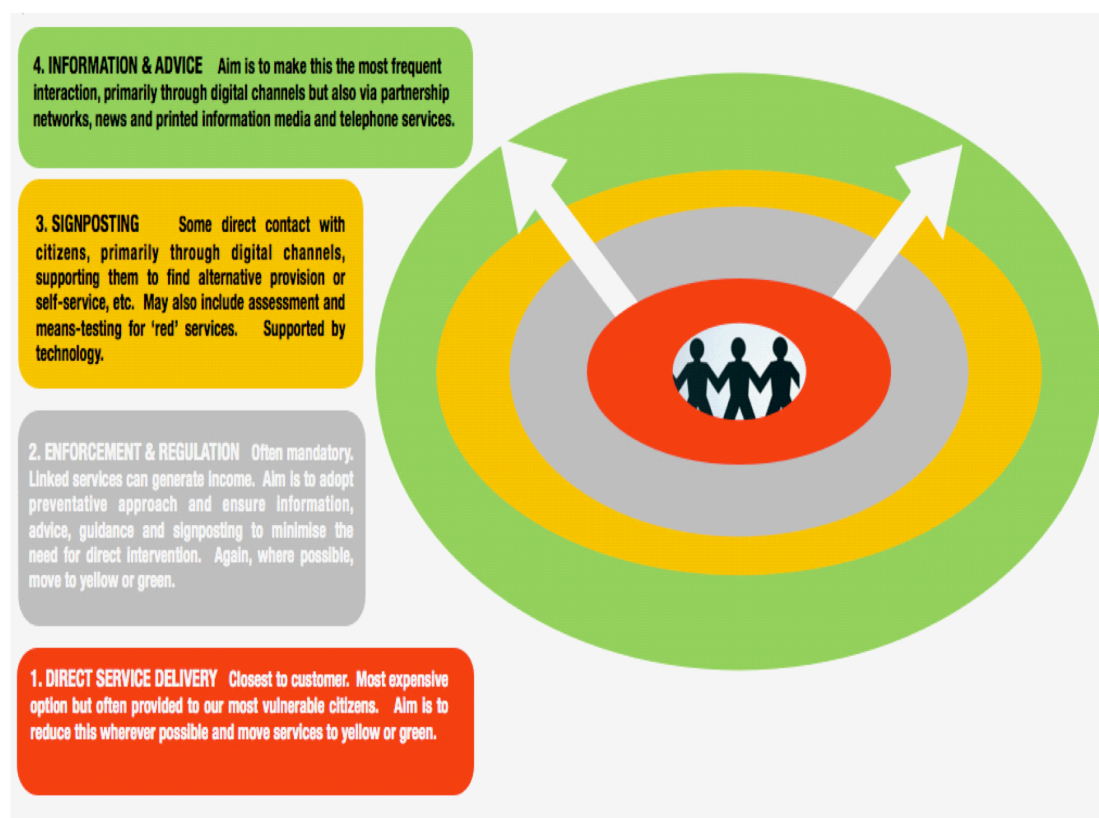 4. INFORMATION & ADVICE Aim is to make this the most frequent
interaction, primarily through digital channels but also via partnership
networks, news and printed information media and telephone services.
3. SIGNPOSTING Some direct contact with
citizens, primarily through digital channels,
supporting them to find alternative provision or
self-service, etc. May also include assessment and
means-testing for ‘red’ services. Supported by
technology.
2. ENFORCEMENT & REGULATION Often mandatory.
Linked services can generate income. Aim is to adopt
preventative approach and ensure information,
advice, guidance and signposting to minimise the
need for direct intervention. Again, where possible,
move to yellow or green.
1. DIRECT SERVICE DELIVERY Closest to customer. Most expensive
option but often provided to our most vulnerable citizens. Aim is to
reduce this wherever possible and move services to yellow or green.